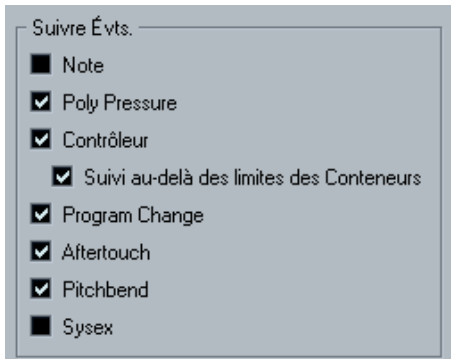 Suivre Évts.
Note
Poly Pressure
Contrôleur
Suivi au-delà des limites des Conteneurs
Program Change
Aftertouch
Pitchbend
Sysex